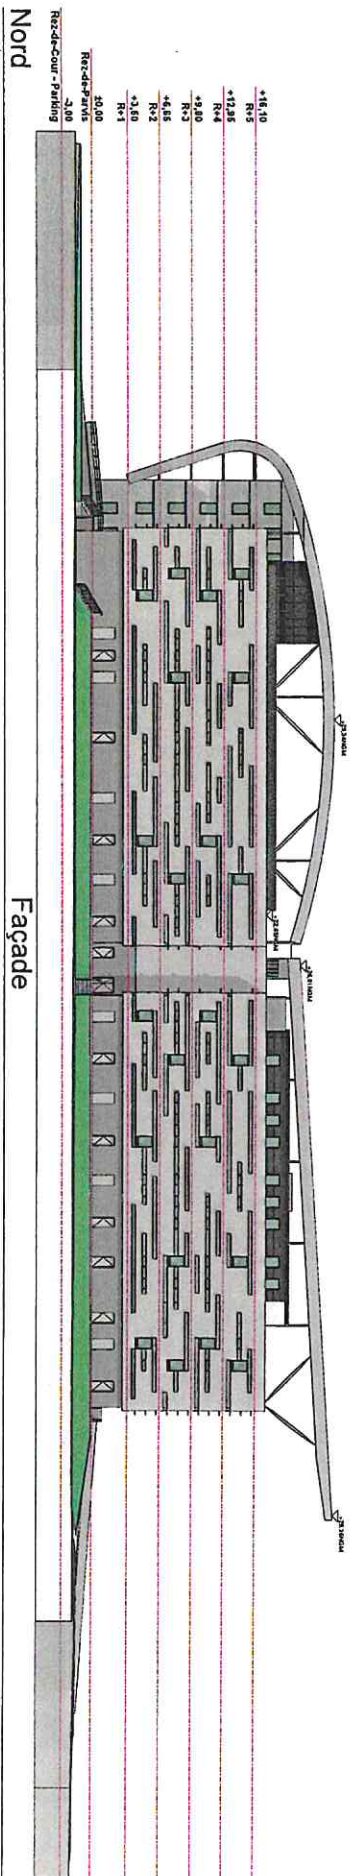 +16,10
R+5
+12,95
R+4
+9,80
R+3
+6,65
R+2
+3,50
R+1
±0,00
Rez-de-Parvis
-3,00
Rez-de-Cour - Parking
Nord
Façade